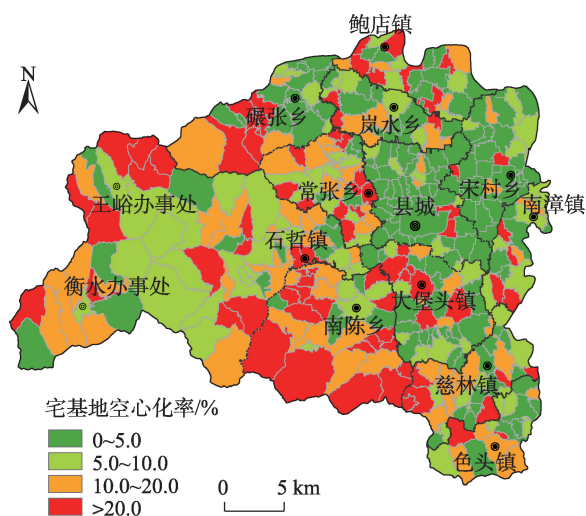 鲍店镇
N
碾张乡
岚水乡
王峪办事处
常张乡
县城
宋村乡
南漳镇
石哲镇
衡水办事处
大堡头镇
南陈乡
慈林镇
色头镇
宅基地空心化率/%
0~5.0
5.0~10.0
10.0~20.0
>20.0
0 5 km